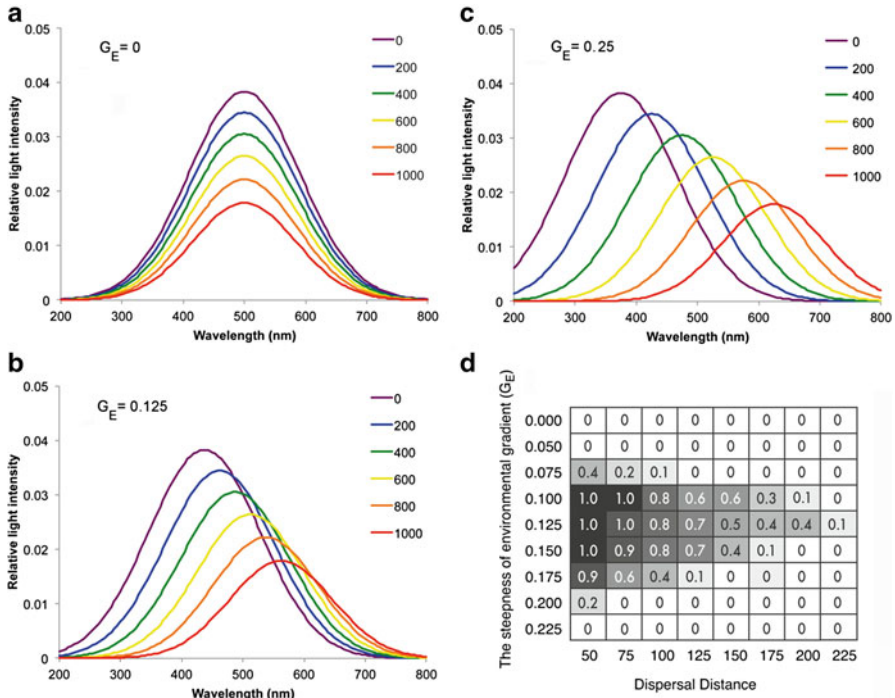 a
G_E = 0
0
200
400
600
800
1000
0.05
0.04
0.03
0.02
0.01
0
Relative light intensity
200 300 400 500 600 700 800
Wavelength (nm)
b
G_E = 0.125
0
200
400
600
800
1000
0.05
0.04
0.03
0.02
0.01
0
Relative light intensity
200 300 400 500 600 700 800
Wavelength (nm)
c
G_E = 0.25
0
200
400
600
800
1000
0.05
0.04
0.03
0.02
0.01
0
Relative light intensity
200 300 400 500 600 700 800
Wavelength (nm)
d
The steepness of environmental gradient (G_E)
0.000 0 0 0 0 0 0 0 0
0.050 0 0 0 0 0 0 0 0
0.075 0.4 0.2 0.1 0 0 0 0 0
0.100 1.0 1.0 0.8 0.6 0.6 0.3 0.1 0
0.125 1.0 1.0 0.8 0.7 0.5 0.4 0.4 0.1
0.150 1.0 0.9 0.8 0.7 0.4 0.1 0 0
0.175 0.9 0.6 0.4 0.1 0 0 0 0
0.200 0.2 0 0 0 0 0 0 0
0.225 0 0 0 0 0 0 0 0
50 75 100 125 150 175 200 225
Dispersal Distance